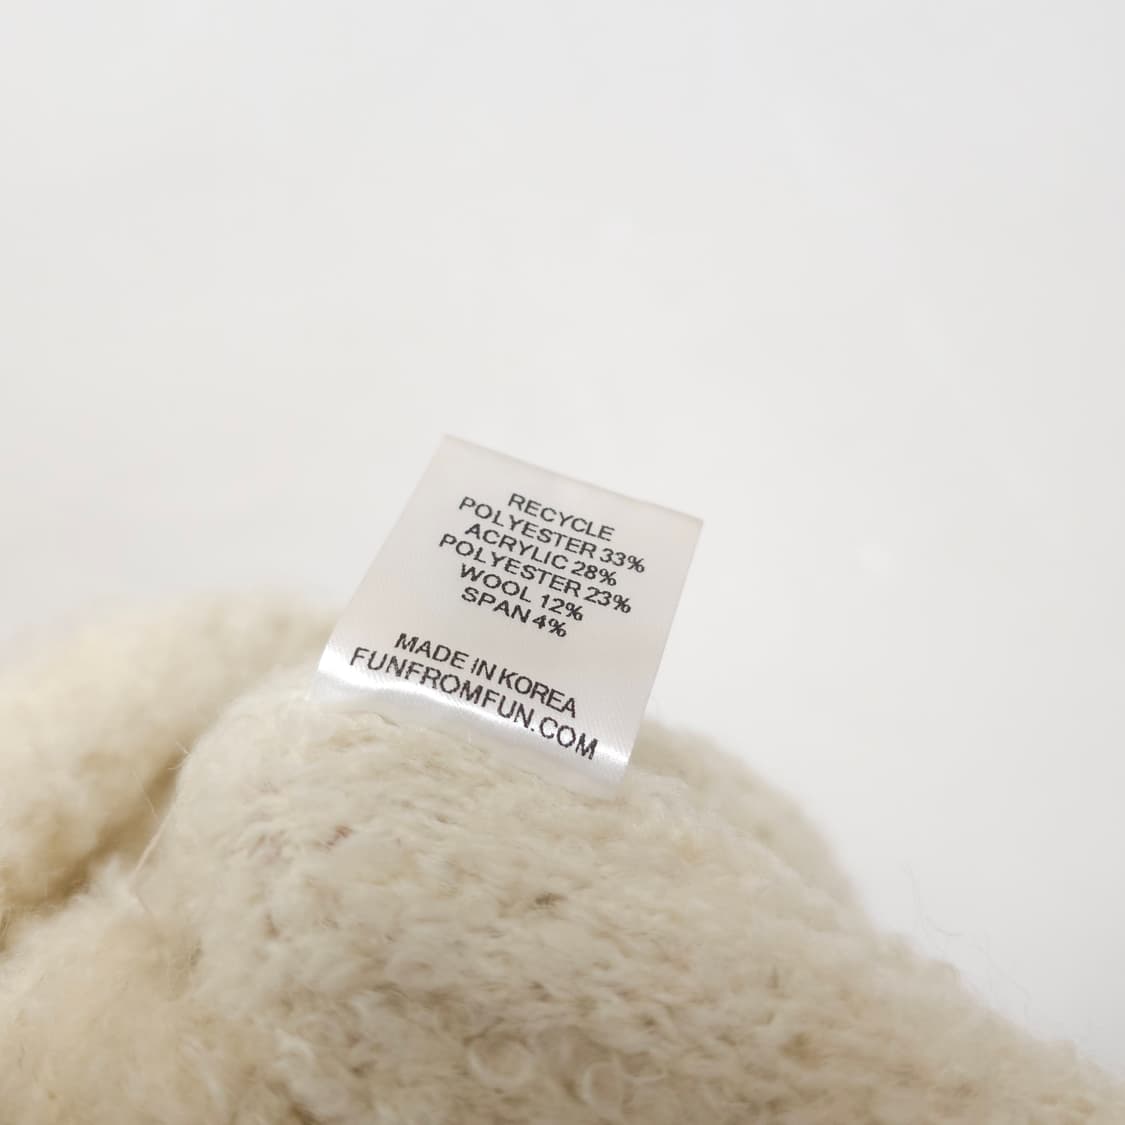 RECYCLE
POLYESTER 33%
ACRYLIC 28%
POLYESTER 23%
WOOL 12%
SPAN 4%
MADE IN KOREA
FUNFROMFUN.COM